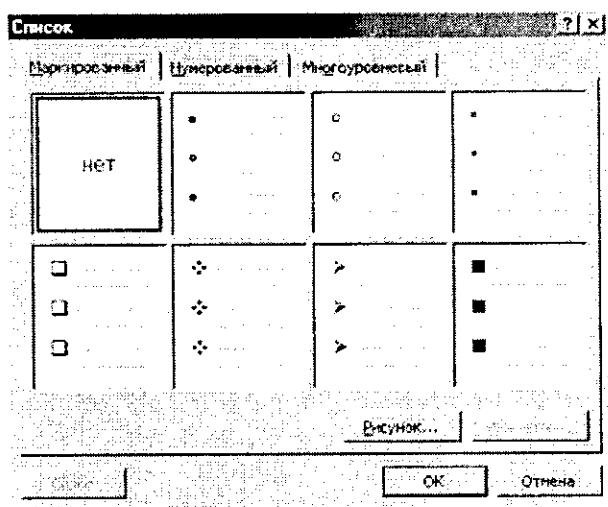 Список
Маркированный Нумерованный Многоуровневый
нет
Рисунок...
ОК Отмена